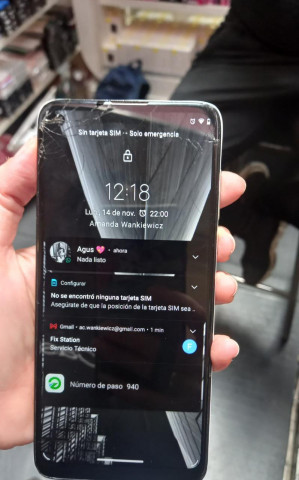 Sin tarjeta SIM — Solo emergencia
12:18
Lun, 14 de nov. 22:00
Amanda Wankiewicz
Agus • ahora
Nada listo
Configurar
No se encontró ninguna tarjeta SIM
Asegúrate de que la posición de la tarjeta SIM sea ..
Gmail • ac.wankiewicz@gmail.com • 1 min
Fix Station
Servicio Técnico
F
Número de paso 940